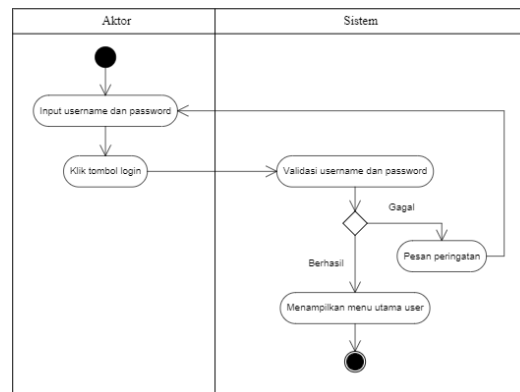 Aktor
Sistem
Input username dan password
Klik tombol login
Validasi username dan password
Gagal
Pesan peringatan
Berhasil
Menampilkan menu utama user